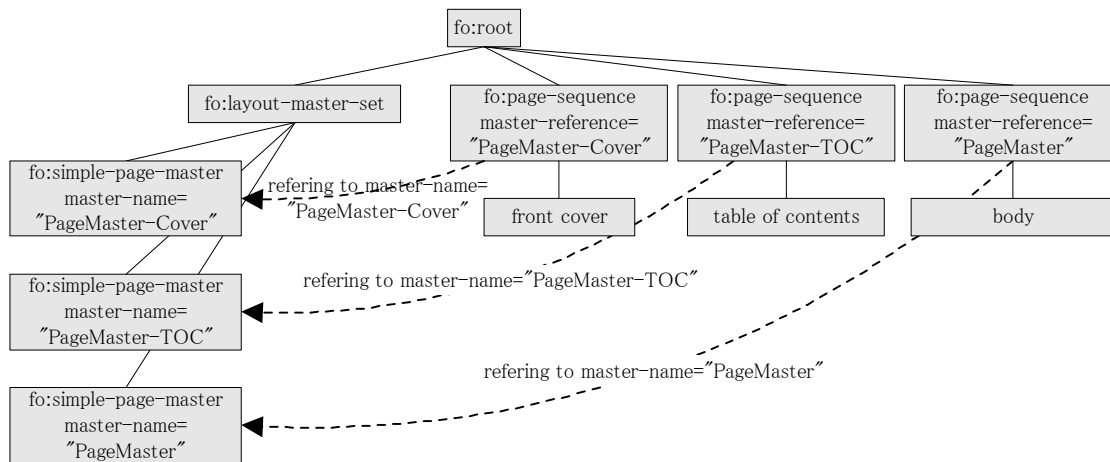 fo:root
fo:layout-master-set
fo:page-sequence
master-reference=
"PageMaster-Cover"
fo:page-sequence
master-reference=
"PageMaster-TOC"
fo:page-sequence
master-reference=
"PageMaster"
fo:simple-page-master
master-name=
"PageMaster-Cover"
refering to master-name=
"PageMaster-Cover"
front cover
table of contents
body
fo:simple-page-master
master-name=
"PageMaster-TOC"
refering to master-name="PageMaster-TOC"
refering to master-name="PageMaster"
fo:simple-page-master
master-name=
"PageMaster"